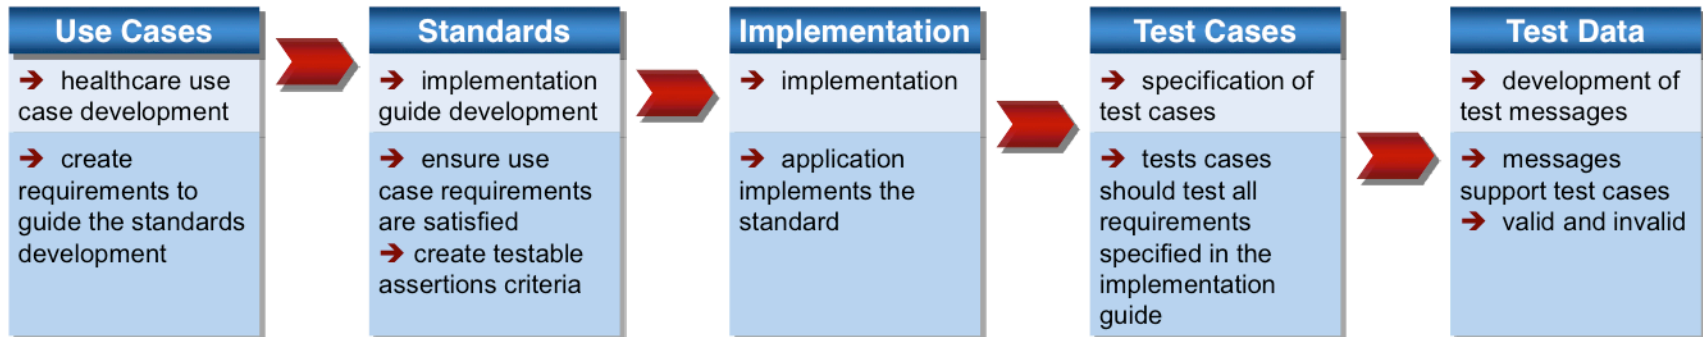 Use Cases
➔ healthcare use
case development
➔ create
requirements to
guide the standards
development
Standards
➔ implementation
guide development
➔ ensure use
case requirements
are satisfied
➔ create testable
assertions criteria
Implementation
➔ implementation
➔ application
implements the
standard
Test Cases
➔ specification of
test cases
➔ tests cases
should test all
requirements
specified in the
implementation
guide
Test Data
➔ development of
test messages
➔ messages
support test cases
➔ valid and invalid